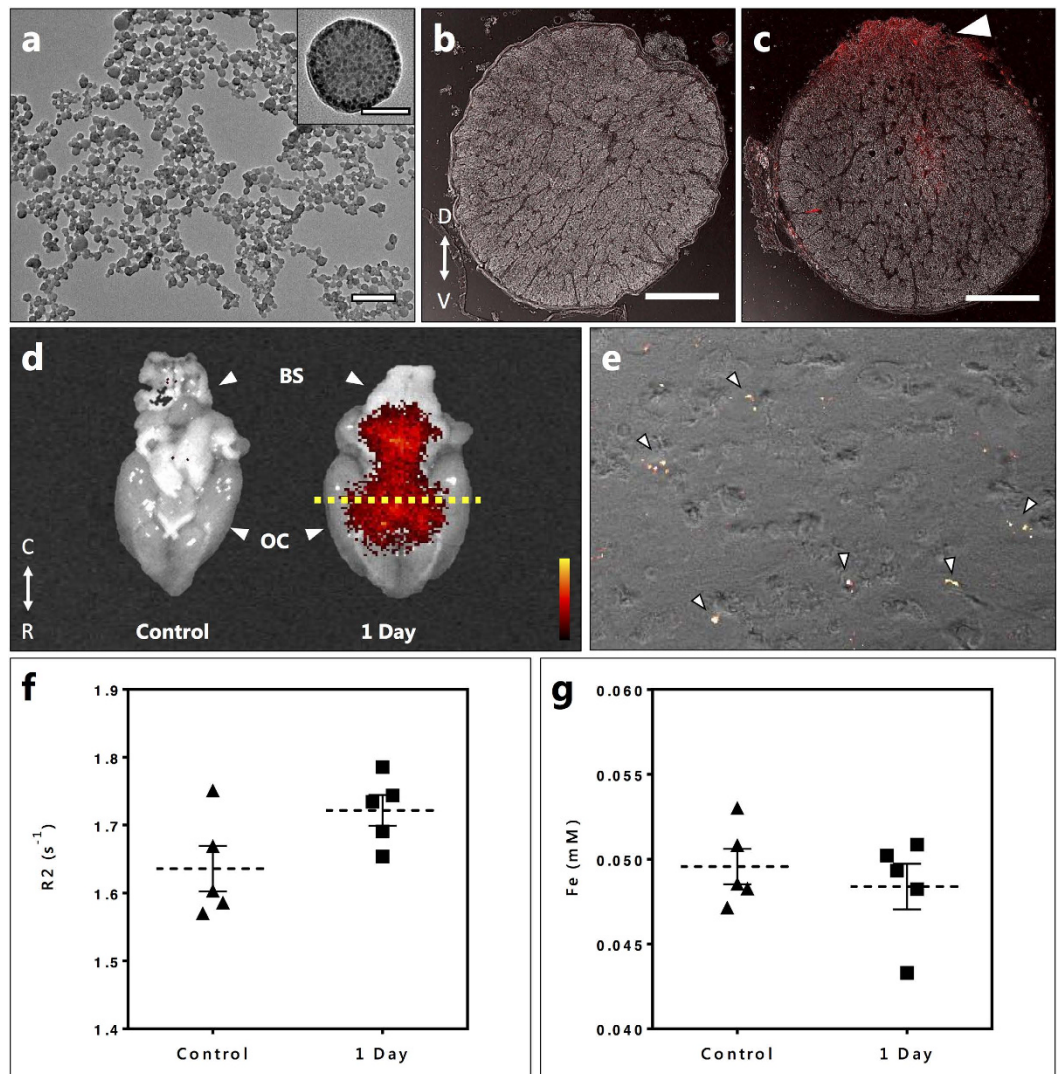 a
b
c
D
V
d
BS
OC
C
R
Control
1 Day
e
f
1.9
1.8
1.7
1.6
1.5
1.4
R2 (s⁻¹)
Control
1 Day
g
0.060
0.055
0.050
0.045
0.040
Fe (mM)
Control
1 Day